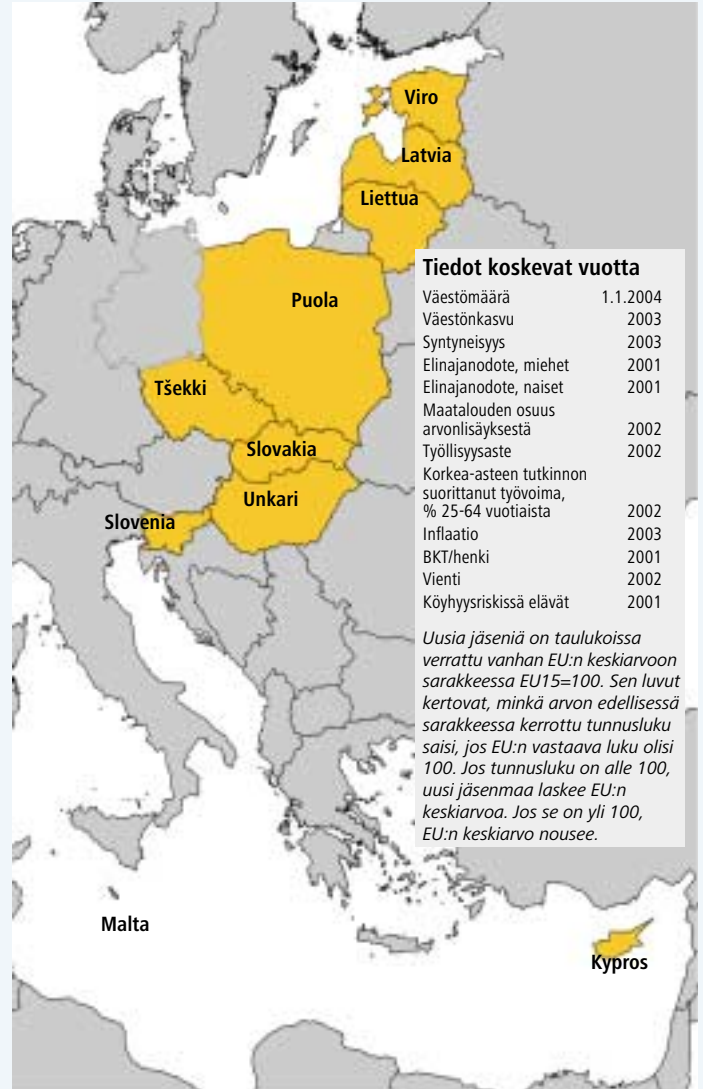 Viro
Latvia
Liettua
Puola
Tšekki
Slovakia
Unkari
Slovenia
Malta
Kypros
Tiedot koskevat vuotta
Väestömäärä 1.1.2004
Väestönkasvu 2003
Syntyneisyys 2003
Elinajanodote, miehet 2001
Elinajanodote, naiset 2001
Maatalouden osuus
arvonlisäyksestä 2002
Työllisyysaste 2002
Korkea-asteen tutkinnon
suorittanut työvoima,
% 25-64 vuotiaista 2002
Inflaatio 2003
BKT/henki 2001
Vienti 2002
Köyhyysriskissä elävät 2001
Uusia jäseniä on taulukoissa
verrattu vanhan EU:n keskiarvoon
sarakkeessa EU15=100. Sen luvut
kertovat, minkä arvon edellisessä
sarakkeessa kerrottu tunnusluku
saisi, jos EU:n vastaava luku olisi
100. Jos tunnusluku on alle 100,
uusi jäsenmaa laskee EU:n
keskiarvoa. Jos se on yli 100,
EU:n keskiarvo nousee.